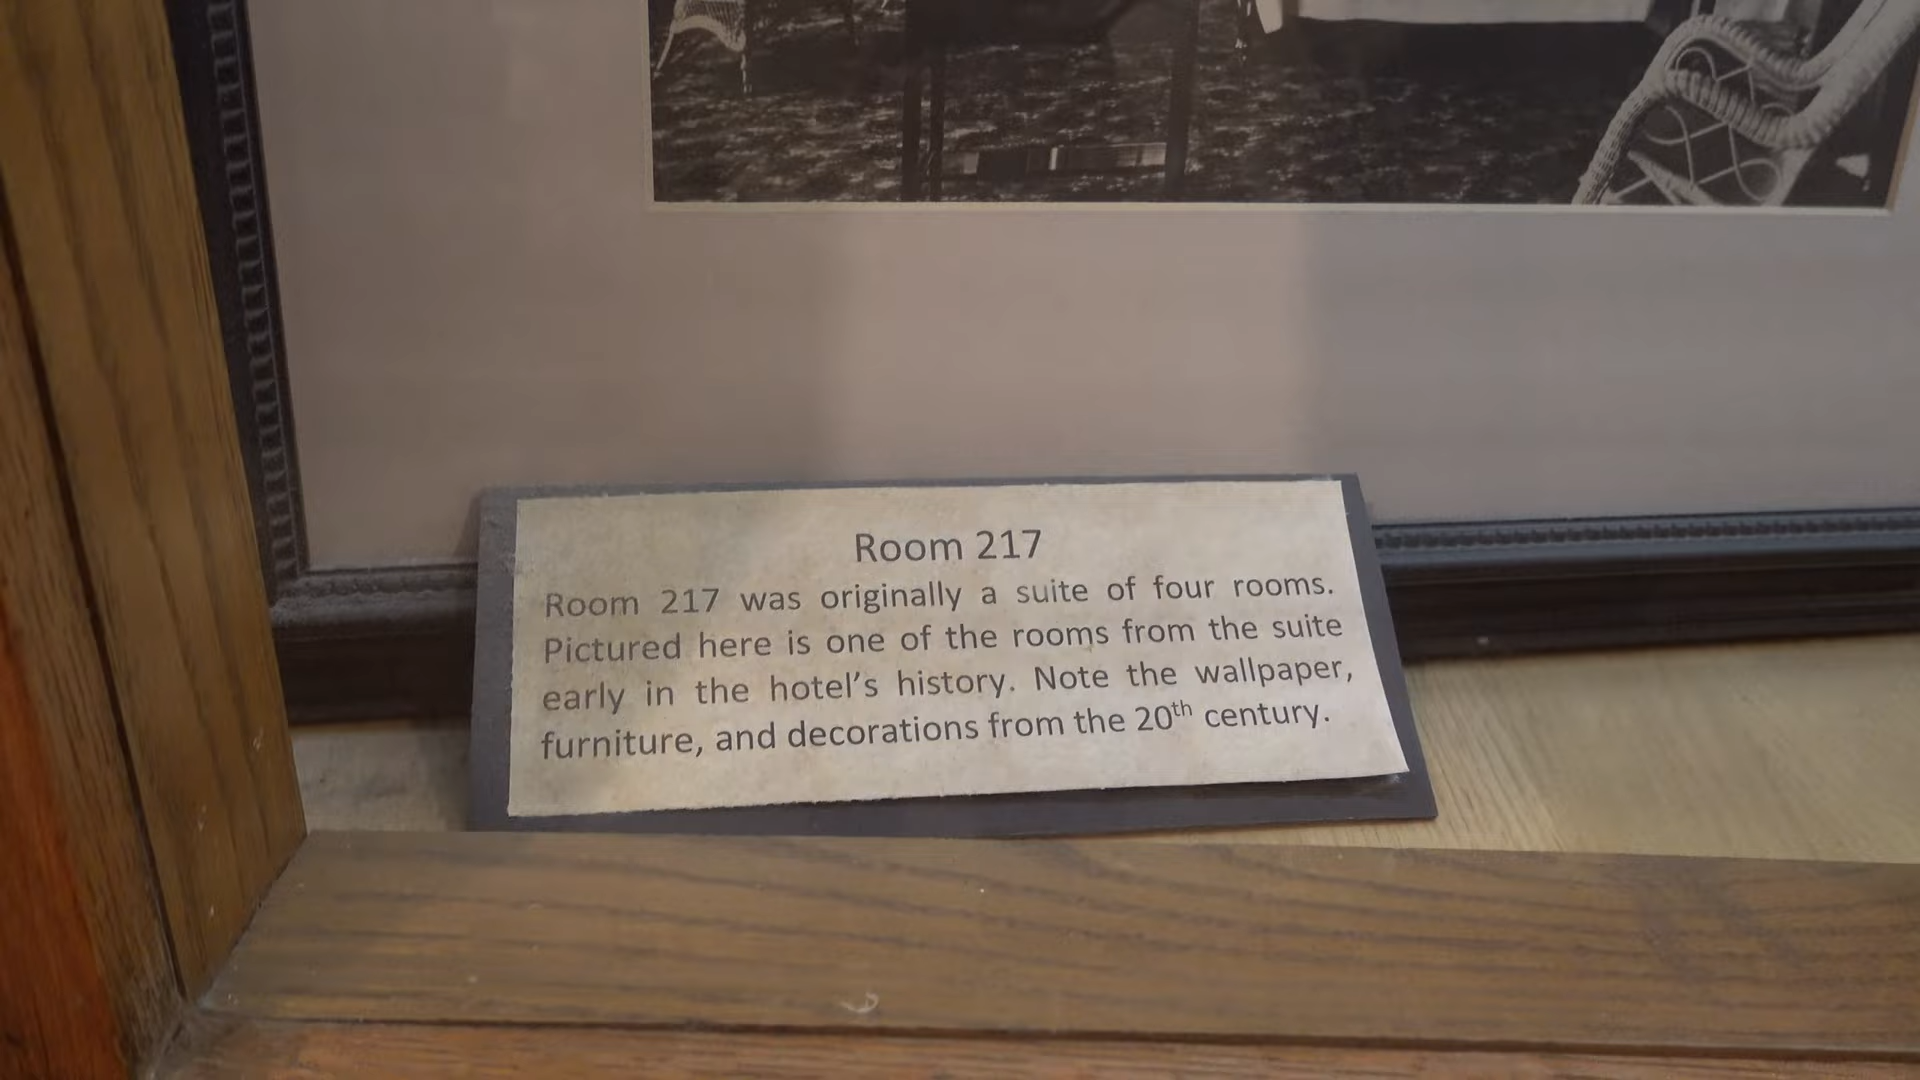 Room 217
Room 217 was originally a suite of four rooms.
Pictured here is one of the rooms from the suite
early in the hotel’s history. Note the wallpaper,
furniture, and decorations from the 20th century.